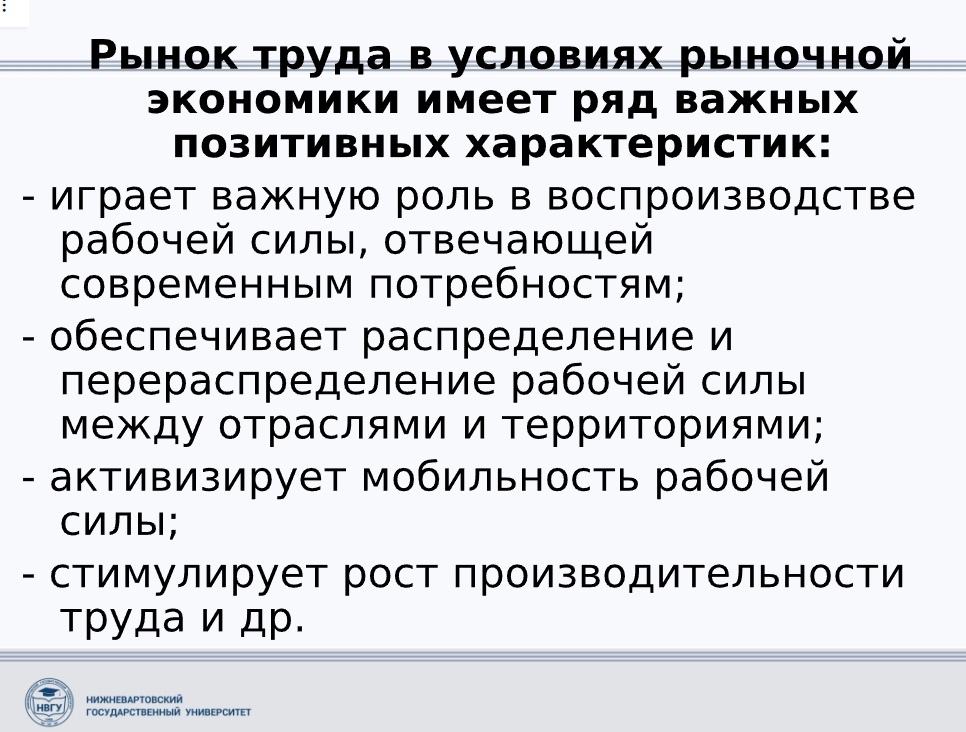 Рынок труда в условиях рыночной
экономики имеет ряд важных
позитивных характеристик:
- играет важную роль в воспроизводстве
рабочей силы, отвечающей
современным потребностям;
- обеспечивает распределение и
перераспределение рабочей силы
между отраслями и территориями;
- активизирует мобильность рабочей
силы;
- стимулирует рост производительности
труда и др.
НВГУ
НИЖНЕВАРТОВСКИЙ
ГОСУДАРСТВЕННЫЙ УНИВЕРСИТЕТ